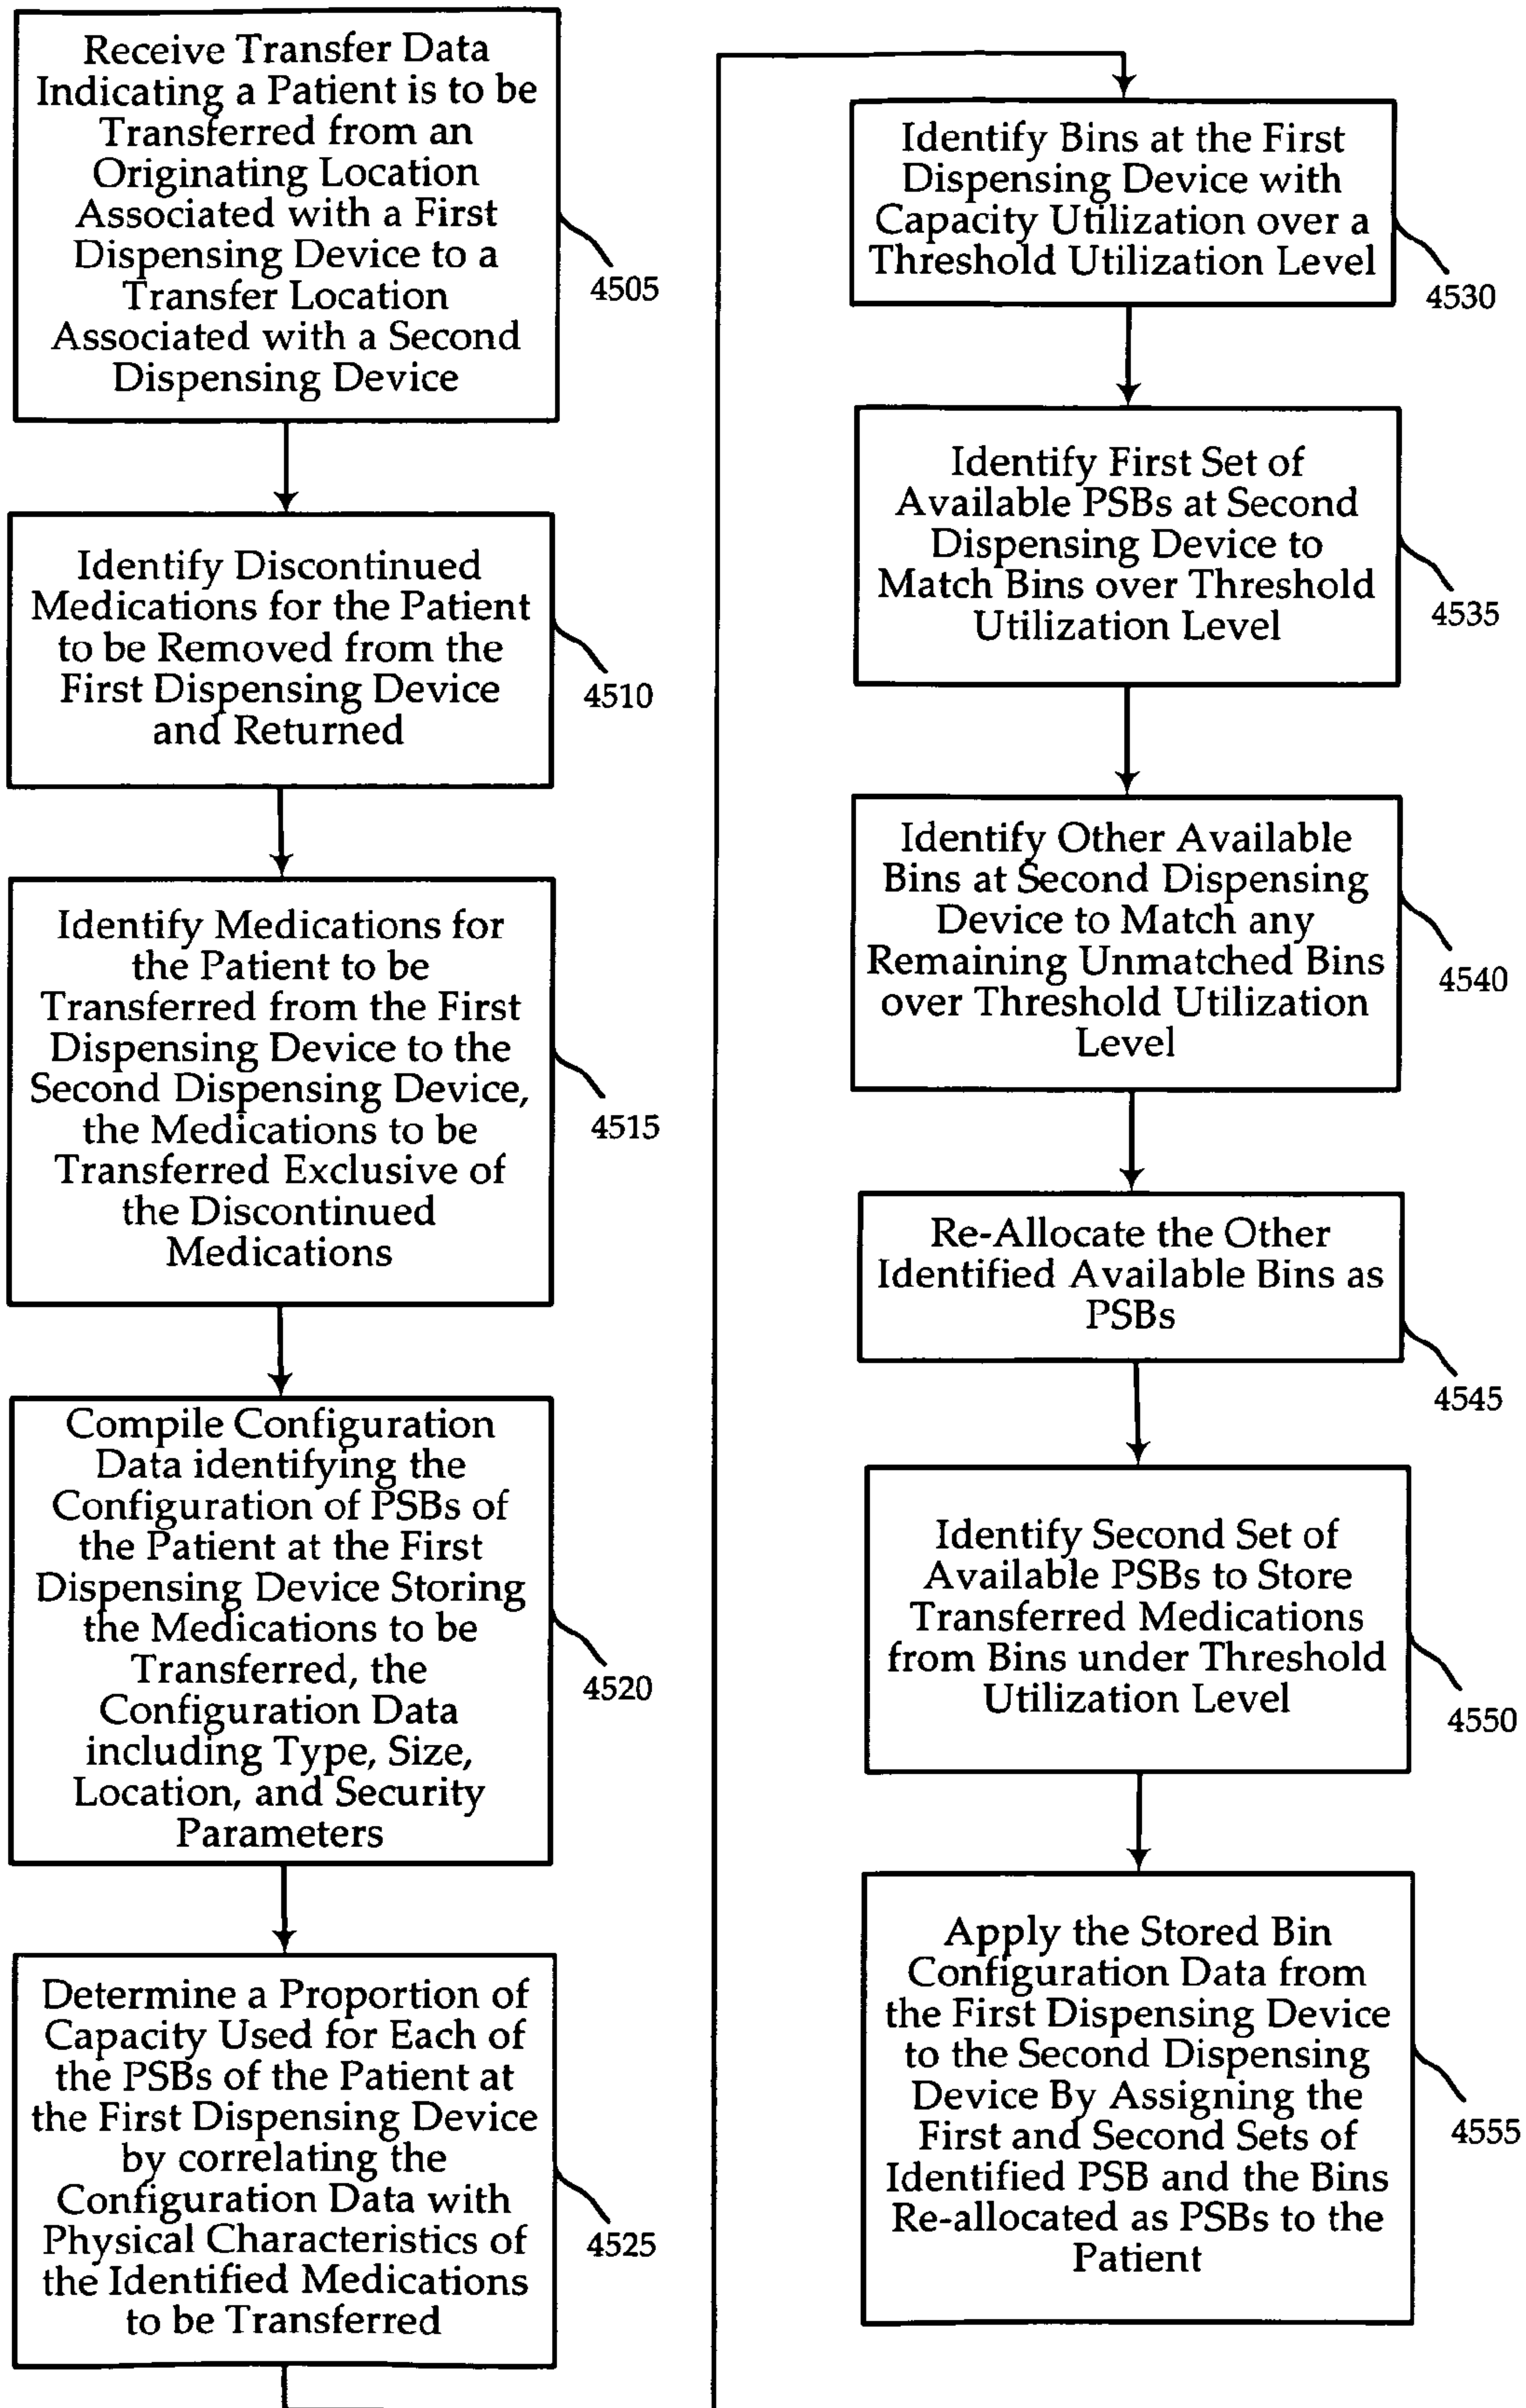 Receive Transfer Data
Indicating a Patient is to be
Transferred from an
Originating Location
Associated with a First
Dispensing Device to a
Transfer Location
Associated with a Second
Dispensing Device
4505
Identify Discontinued
Medications for the Patient
to be Removed from the
First Dispensing Device
and Returned
4510
Identify Medications for
the Patient to be
Transferred from the First
Dispensing Device to the
Second Dispensing Device,
the Medications to be
Transferred Exclusive of
the Discontinued
Medications
4515
Compile Configuration
Data identifying the
Configuration of PSBs of
the Patient at the First
Dispensing Device Storing
the Medications to be
Transferred, the
Configuration Data
including Type, Size,
Location, and Security
Parameters
4520
Determine a Proportion of
Capacity Used for Each of
the PSBs of the Patient at
the First Dispensing Device
by correlating the
Configuration Data with
Physical Characteristics of
the Identified Medications
to be Transferred
4525
Identify Bins at the First
Dispensing Device with
Capacity Utilization over a
Threshold Utilization Level
4530
Identify First Set of
Available PSBs at Second
Dispensing Device to
Match Bins over Threshold
Utilization Level
4535
Identify Other Available
Bins at Second Dispensing
Device to Match any
Remaining Unmatched Bins
over Threshold Utilization
Level
4540
Re-Allocate the Other
Identified Available Bins as
PSBs
4545
Identify Second Set of
Available PSBs to Store
Transferred Medications
from Bins under Threshold
Utilization Level
4550
Apply the Stored Bin
Configuration Data from
the First Dispensing Device
to the Second Dispensing
Device By Assigning the
First and Second Sets of
Identified PSB and the Bins
Re-allocated as PSBs to the
Patient
4555